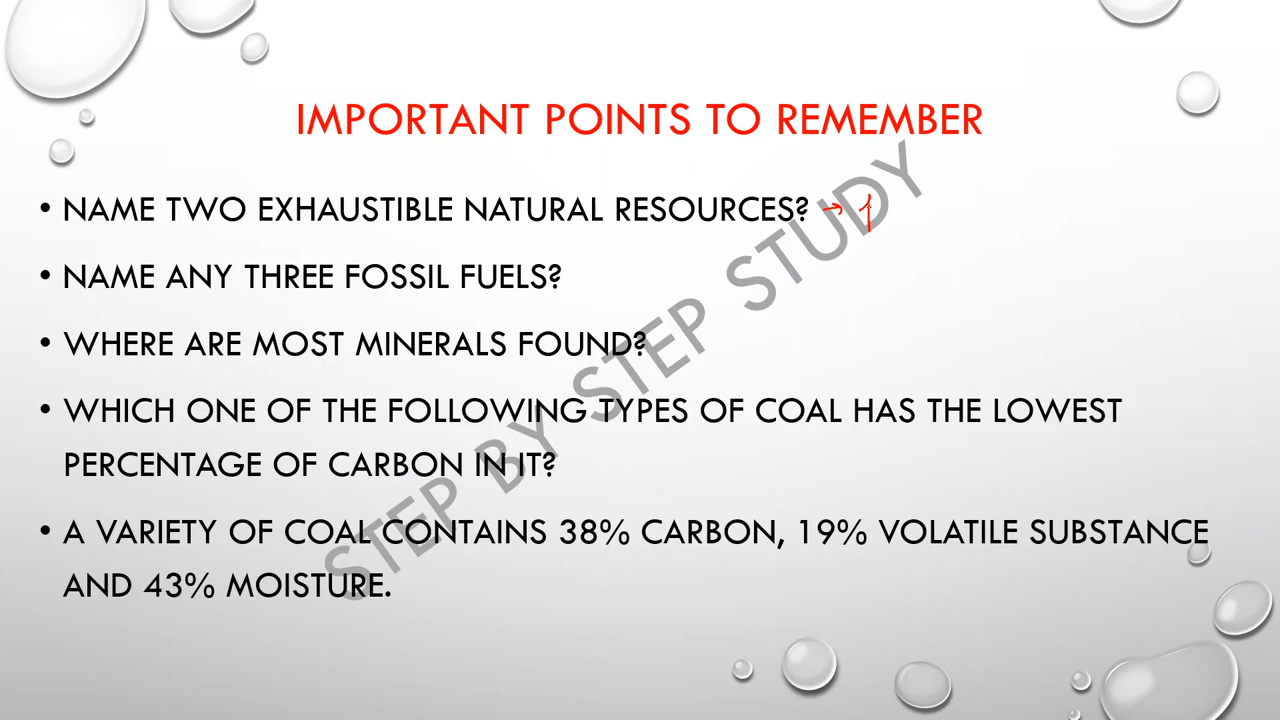 IMPORTANT POINTS TO REMEMBER
• NAME TWO EXHAUSTIBLE NATURAL RESOURCES? →
• NAME ANY THREE FOSSIL FUELS?
• WHERE ARE MOST MINERALS FOUND?
• WHICH ONE OF THE FOLLOWING TYPES OF COAL HAS THE LOWEST
PERCENTAGE OF CARBON IN IT?
• A VARIETY OF COAL CONTAINS 38% CARBON, 19% VOLATILE SUBSTANCE
AND 43% MOISTURE.
STEP BY STEP STUDY